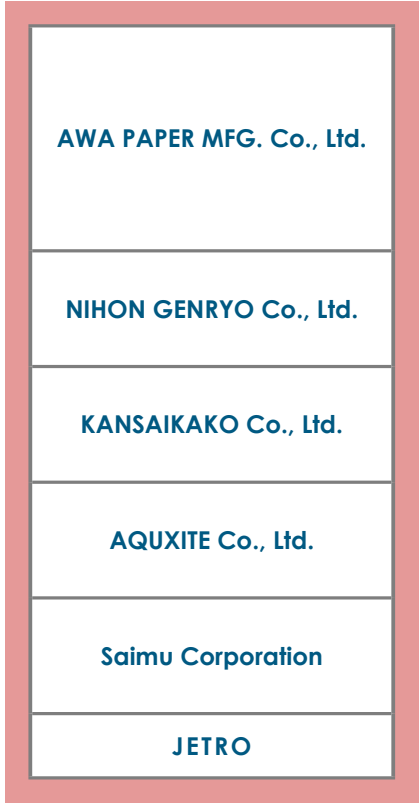 AWA PAPER MFG. Co., Ltd.
NIHON GENRYO Co., Ltd.
KANSAIKAKO Co., Ltd.
AQUXITE Co., Ltd.
Saimu Corporation
JETRO